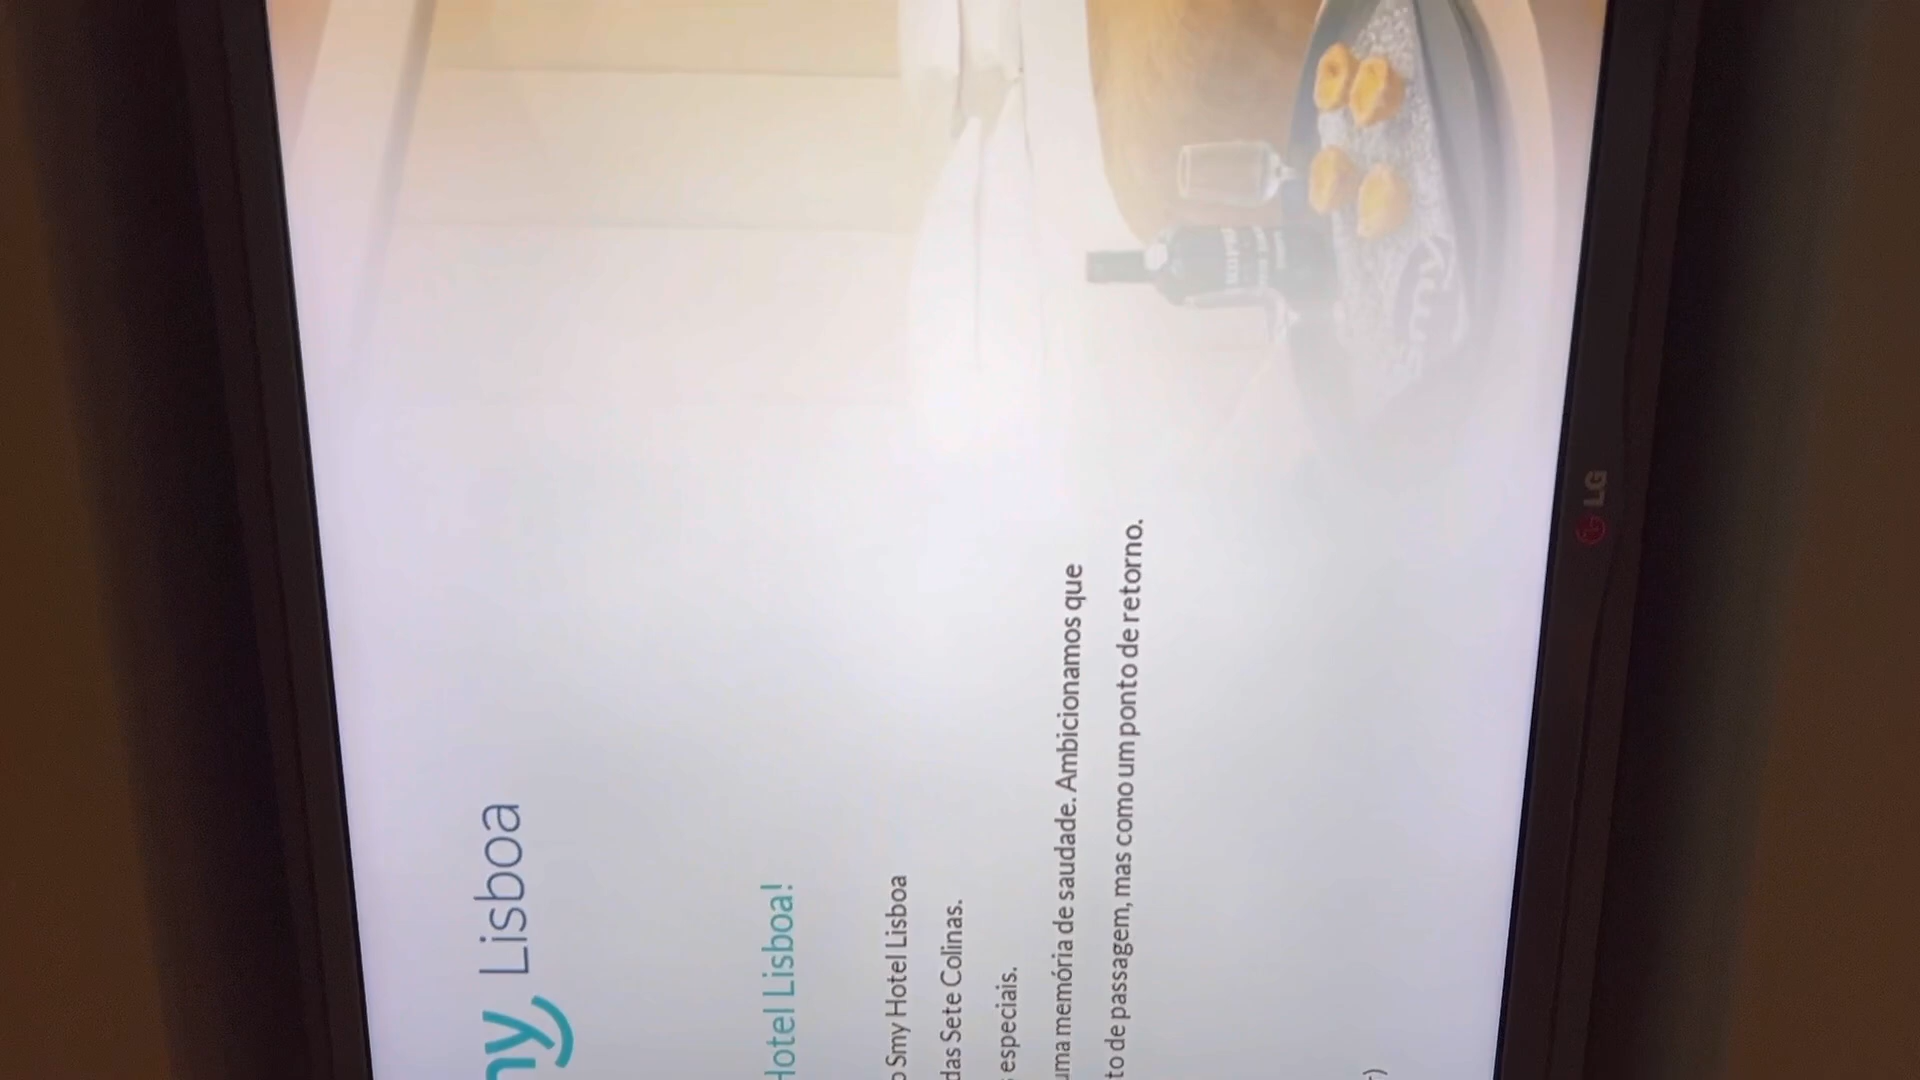 my Lisboa
Hotel Lisboa!
o Smy Hotel Lisboa
das Sete Colinas.
especiais.
uma memória de saudade. Ambicionamos que
to de passagem, mas como um ponto de retorno.
LG